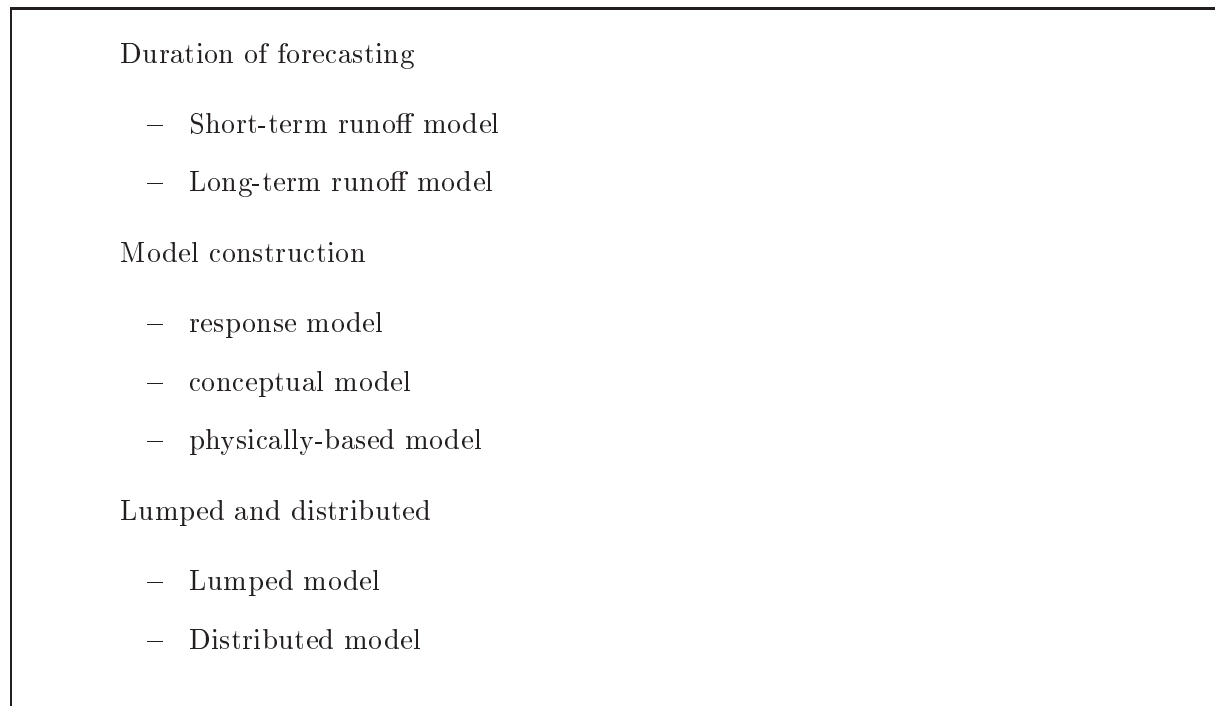 Duration of forecasting
– Short-term runoff model
– Long-term runoff model
Model construction
– response model
– conceptual model
– physically-based model
Lumped and distributed
– Lumped model
– Distributed model